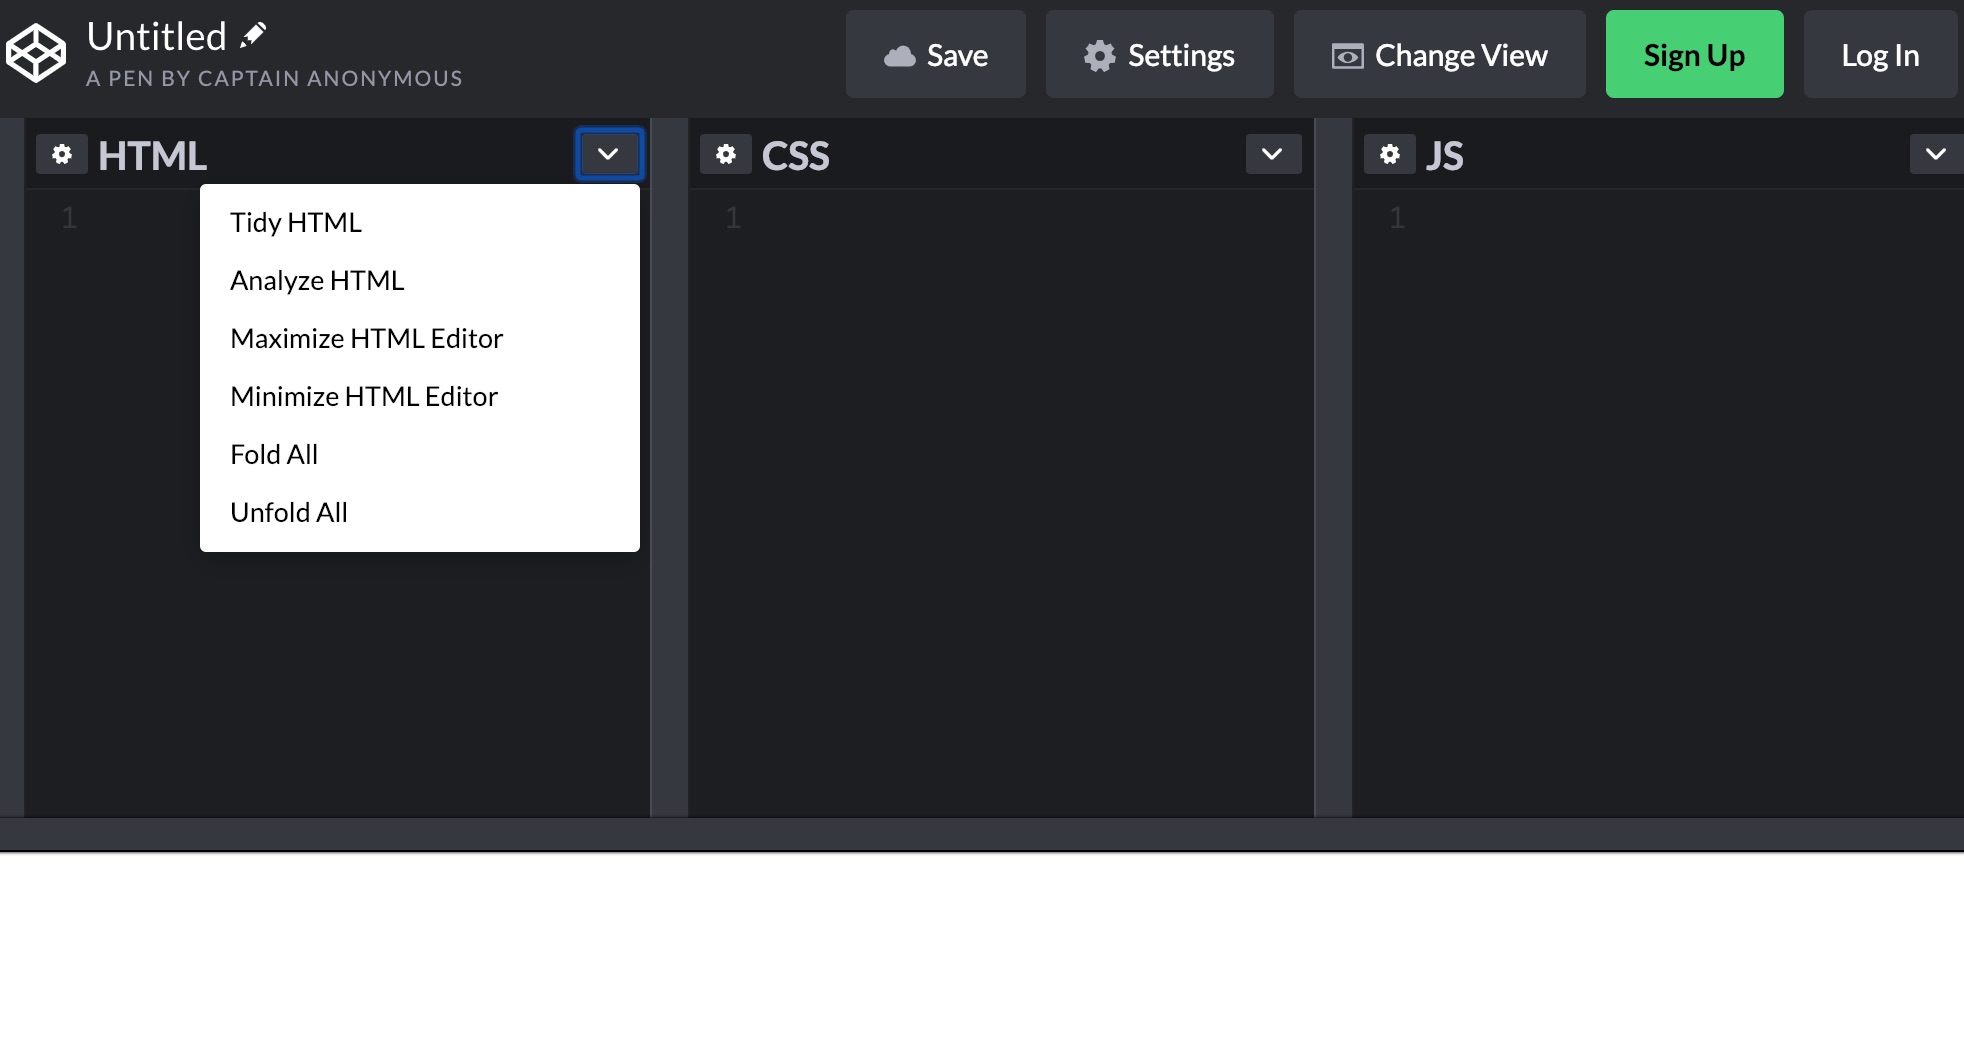 Untitled
A PEN BY CAPTAIN ANONYMOUS
Save
Settings
Change View
Sign Up
Log In
HTML
CSS
JS
1
1
1
Tidy HTML
Analyze HTML
Maximize HTML Editor
Minimize HTML Editor
Fold All
Unfold All